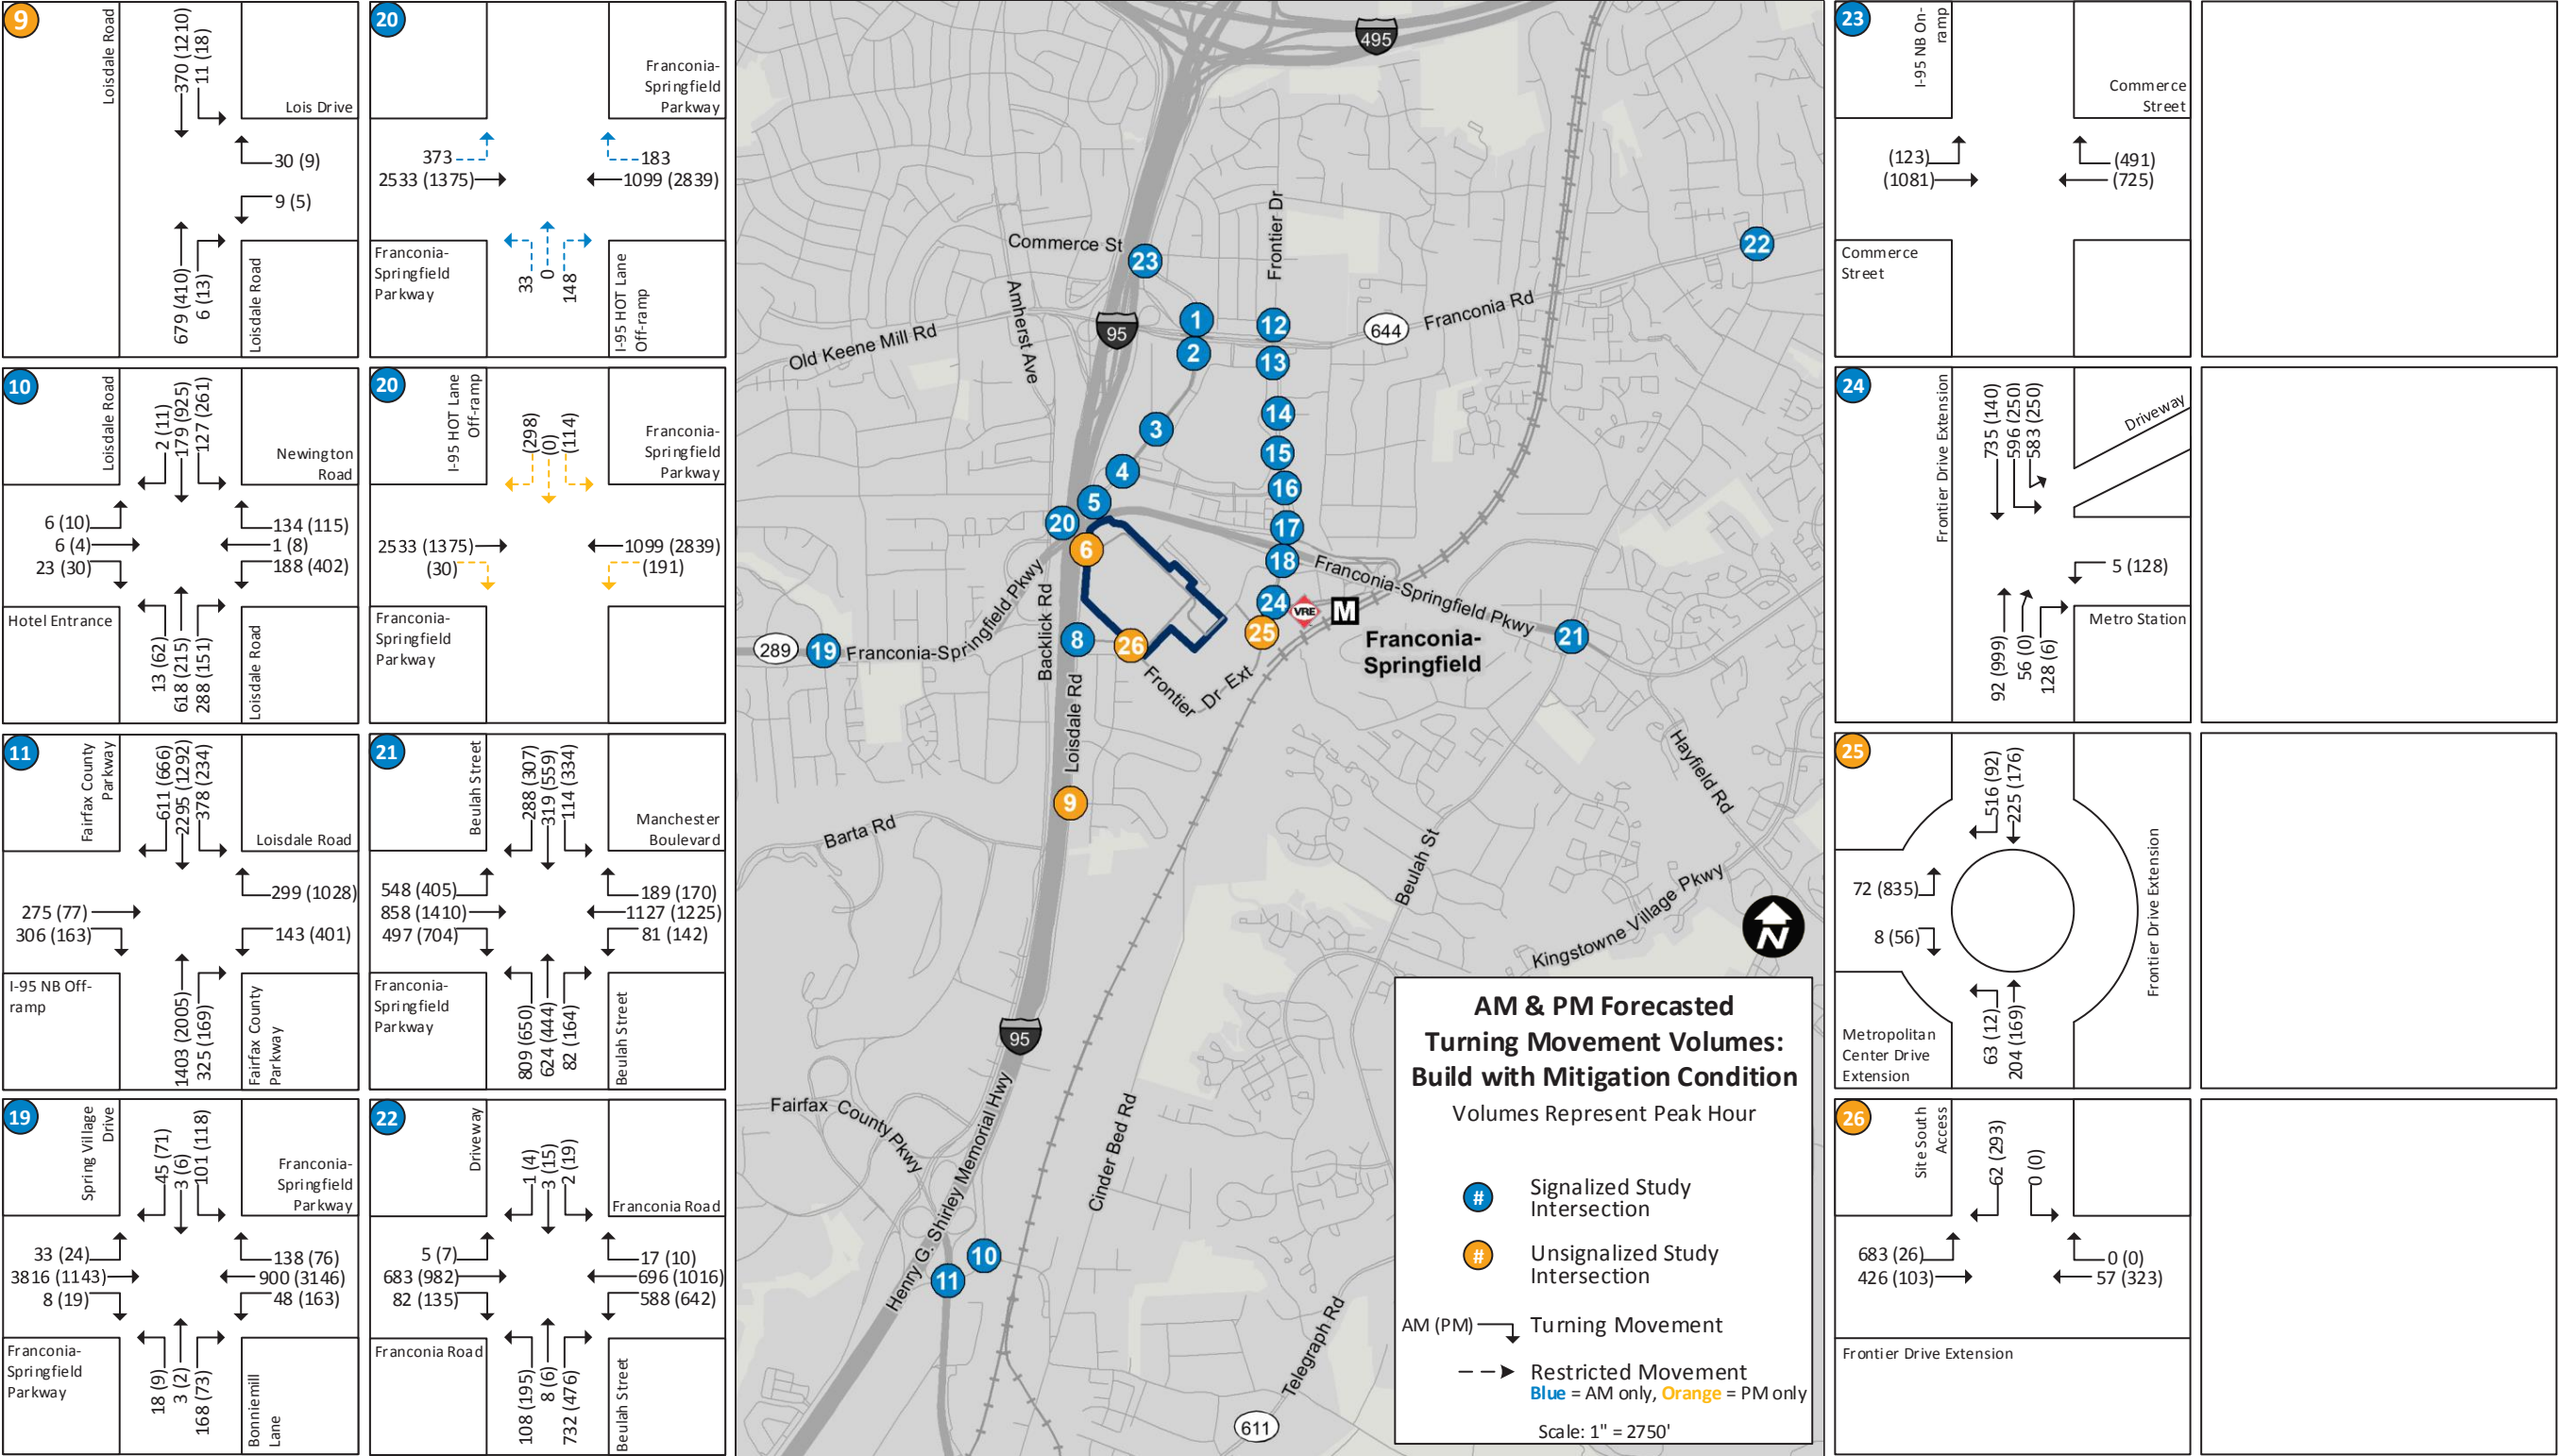 9
Loisdale Road
370 (1210)
11 (18)
Lois Drive
30 (9)
9 (5)
679 (410)
6 (13)
Loisdale Road
20
Franconia-
Springfield
Parkway
373
2533 (1375)
183
1099 (2839)
Franconia-
Springfield
Parkway
33
0
148
I-95 HOT Lane
Off-ramp
10
Loisdale Road
2 (11)
179 (925)
127 (261)
Newington
Road
6 (10)
6 (4)
23 (30)
134 (115)
1 (8)
188 (402)
Hotel Entrance
13 (62)
618 (215)
288 (151)
Loisdale Road
20
I-95 HOT Lane
Off-ramp
(298)
(0)
(114)
Franconia-
Springfield
Parkway
2533 (1375)
(30)
1099 (2839)
(191)
Franconia-
Springfield
Parkway
11
Fairfax County
Parkway
611 (666)
2295 (1292)
378 (234)
Loisdale Road
299 (1028)
275 (77)
306 (163)
143 (401)
I-95 NB Off-
ramp
1403 (2005)
325 (169)
Fairfax County
Parkway
21
Beulah Street
288 (307)
319 (559)
114 (334)
Manchester
Boulevard
548 (405)
858 (1410)
497 (704)
189 (170)
1127 (1225)
81 (142)
Franconia-
Springfield
Parkway
809 (650)
624 (444)
82 (164)
Beulah Street
19
Spring Village
Drive
45 (71)
3 (6)
101 (118)
Franconia-
Springfield
Parkway
33 (24)
3816 (1143)
8 (19)
138 (76)
900 (3146)
48 (163)
Franconia-
Springfield
Parkway
18 (9)
3 (2)
168 (73)
Bonniemill
Lane
22
Driveway
1 (4)
3 (15)
2 (19)
Franconia Road
5 (7)
683 (982)
82 (135)
17 (10)
696 (1016)
588 (642)
Franconia Road
108 (195)
8 (6)
732 (476)
Beulah Street
495
Frontier Dr
Commerce St
23
22
Amherst Ave
95
1
12
644
Franconia Rd
Old Keene Mill Rd
2
13
14
3
15
4
16
5
20
17
6
18
Franconia-Springfield Pkwy
24
VRE
M
25
Franconia-
Springfield
21
289
19
Franconia-Springfield Pkwy
Backlick Rd
8
26
Frontier Dr Ext
Loisdale Rd
9
Hayfield Rd
Barta Rd
Beulah St
Kingstowne Village Pkwy
N
95
Henry G. Shirley Memorial Hwy
Fairfax County Pkwy
Cinder Bed Rd
10
11
Telegraph Rd
611
AM & PM Forecasted
Turning Movement Volumes:
Build with Mitigation Condition
Volumes Represent Peak Hour
# Signalized Study
Intersection
# Unsignalized Study
Intersection
AM (PM) Turning Movement
Restricted Movement
Blue = AM only, Orange = PM only
Scale: 1" = 2750'
23
I-95 NB On-
ramp
Commerce
Street
(123)
(1081)
(491)
(725)
Commerce
Street
24
Frontier Drive Extension
735 (140)
596 (250)
583 (250)
Driveway
5 (128)
Metro Station
92 (999)
56 (0)
128 (6)
25
516 (92)
225 (176)
72 (835)
8 (56)
Frontier Drive Extension
Metropolitan
Center Drive
Extension
63 (12)
204 (169)
26
Site South
Access
62 (293)
0 (0)
683 (26)
426 (103)
0 (0)
57 (323)
Frontier Drive Extension